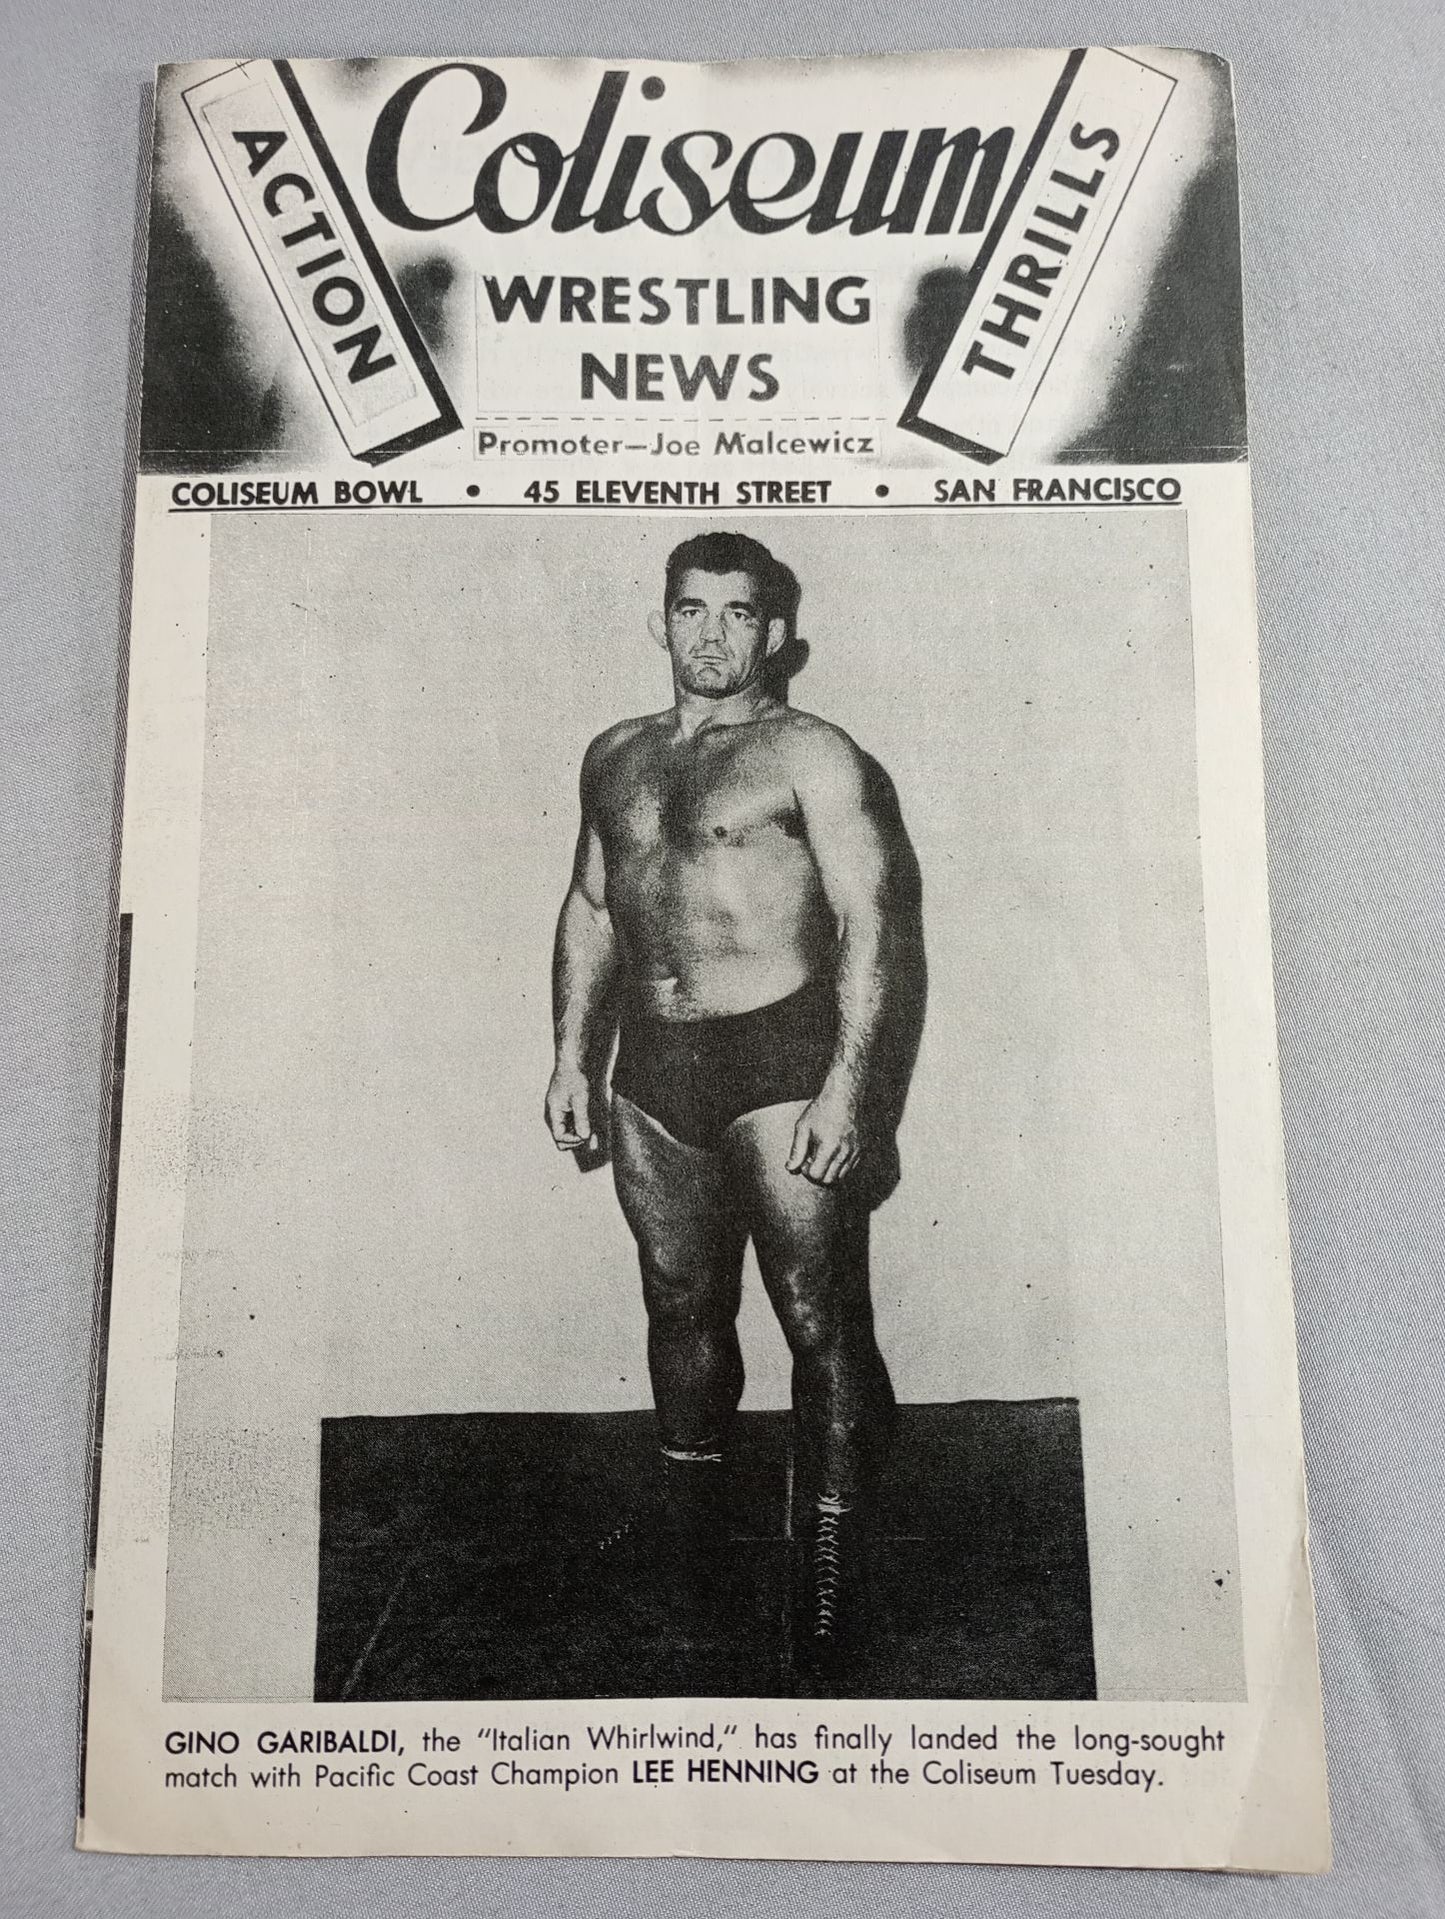 ACTION
Coliseum
THRILLS
WRESTLING
NEWS
Promoter—Joe Malcewicz
COLISEUM BOWL • 45 ELEVENTH STREET • SAN FRANCISCO
GINO GARIBALDI, the "Italian Whirlwind," has finally landed the long-sought
match with Pacific Coast Champion LEE HENNING at the Coliseum Tuesday.